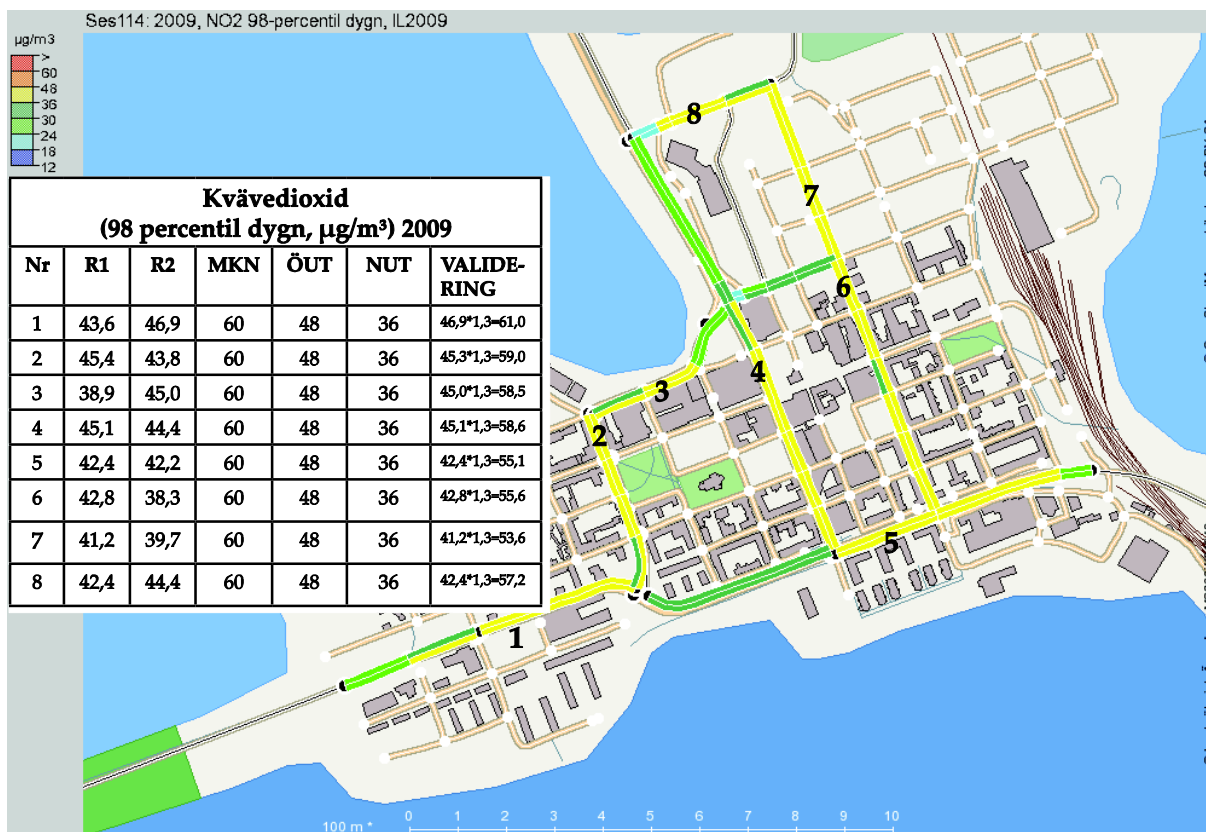 Ses114: 2009, NO2 98-percentil dygn, IL2009
µg/m3
>
60
48
36
30
24
18
12
Kvävedioxid
(98 percentil dygn, µg/m³) 2009
Nr R1 R2 MKN ÖUT NUT VALIDE-
RING
1 43,6 46,9 60 48 36 46,9*1,3=61,0
2 45,4 43,8 60 48 36 45,3*1,3=59,0
3 38,9 45,0 60 48 36 45,0*1,3=58,5
4 45,1 44,4 60 48 36 45,1*1,3=58,6
5 42,4 42,2 60 48 36 42,4*1,3=55,1
6 42,8 38,3 60 48 36 42,8*1,3=55,6
7 41,2 39,7 60 48 36 41,2*1,3=53,6
8 42,4 44,4 60 48 36 42,4*1,3=57,2
8
7
6
4
3
2
5
1
100 m * 0 1 2 3 4 5 6 7 8 9 10